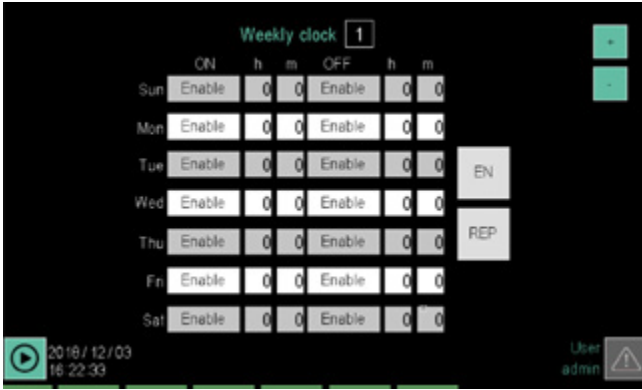 Weekly clock 1
+
ON h m OFF h m
-
Sun Enable 0 0 Enable 0 0
Mon Enable 0 0 Enable 0 0
Tue Enable 0 0 Enable 0 0
EN
Wed Enable 0 0 Enable 0 0
REP
Thu Enable 0 0 Enable 0 0
Fri Enable 0 0 Enable 0 0
Sat Enable 0 0 Enable 0 0
2018/12/03
16:22:39
User
admin